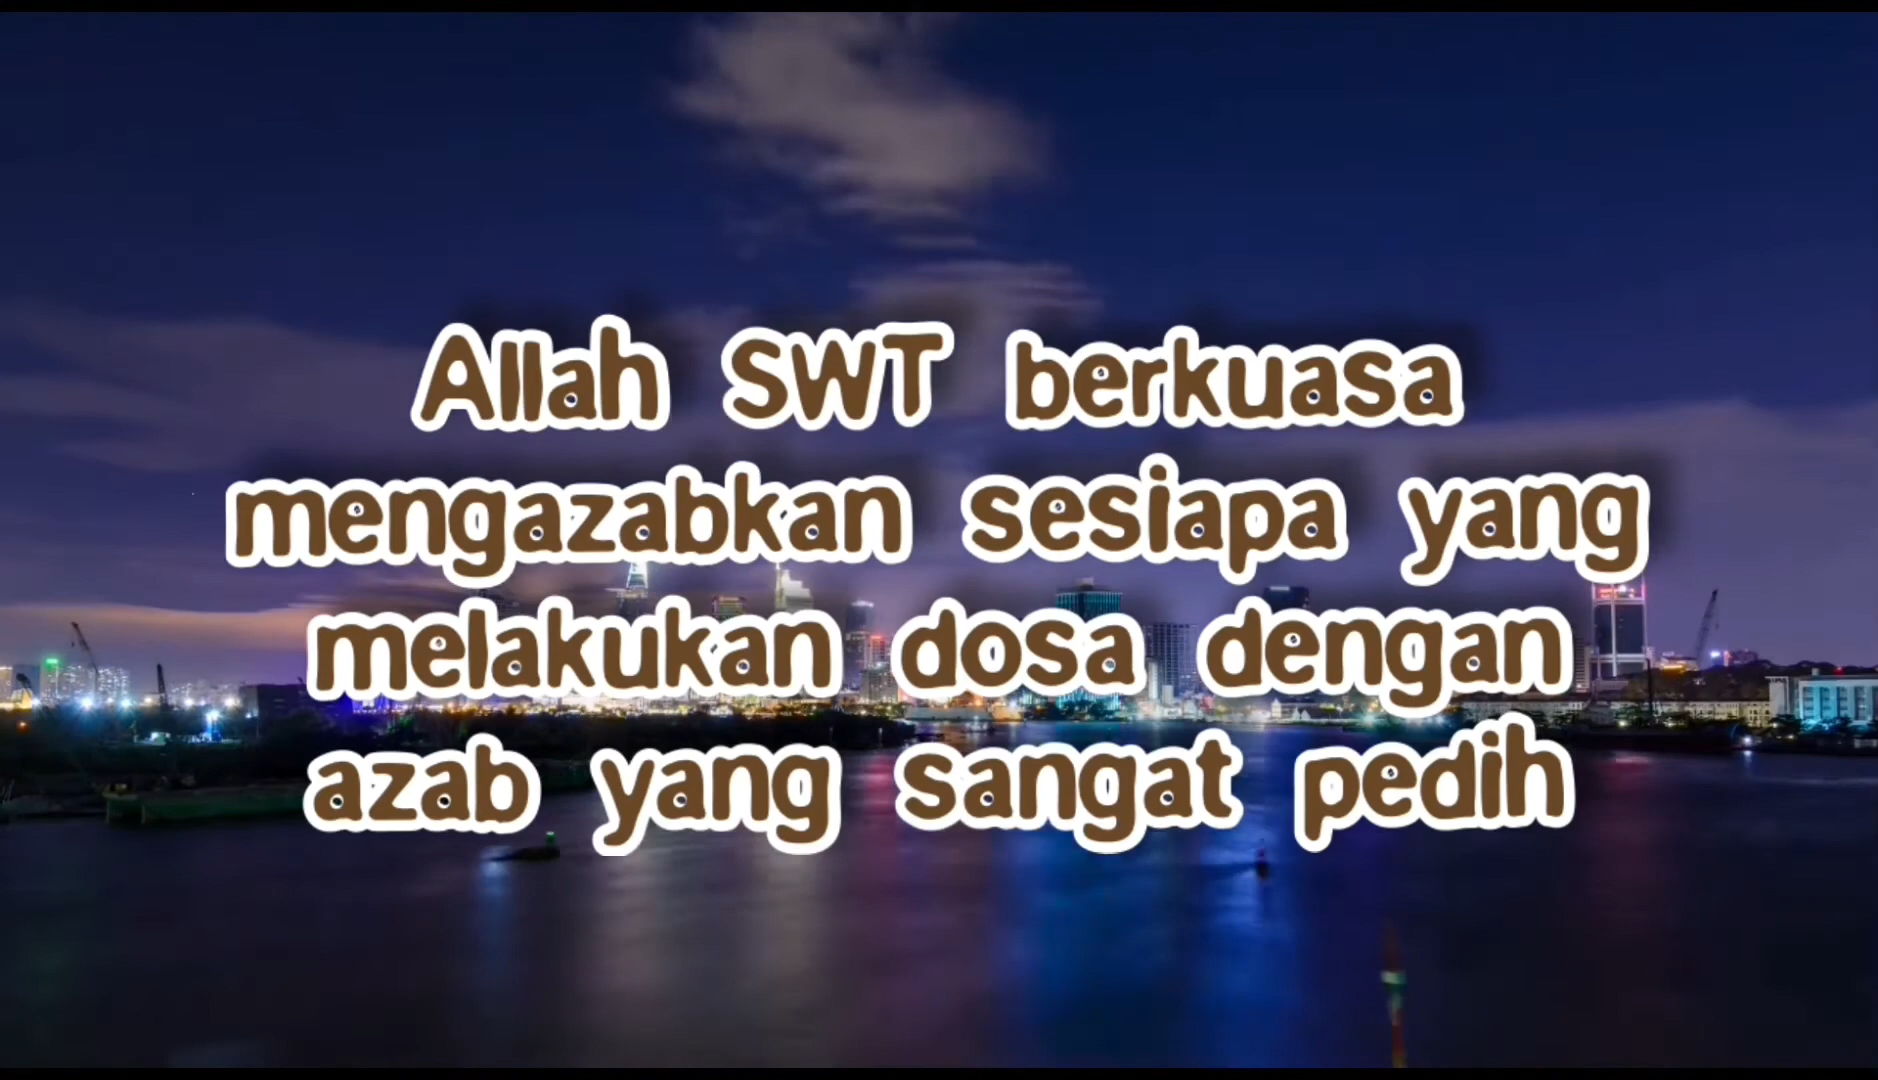 Allah SWT berkuasa
mengazabkan sesiapa yang
melakukan dosa dengan
azab yang sangat pedih